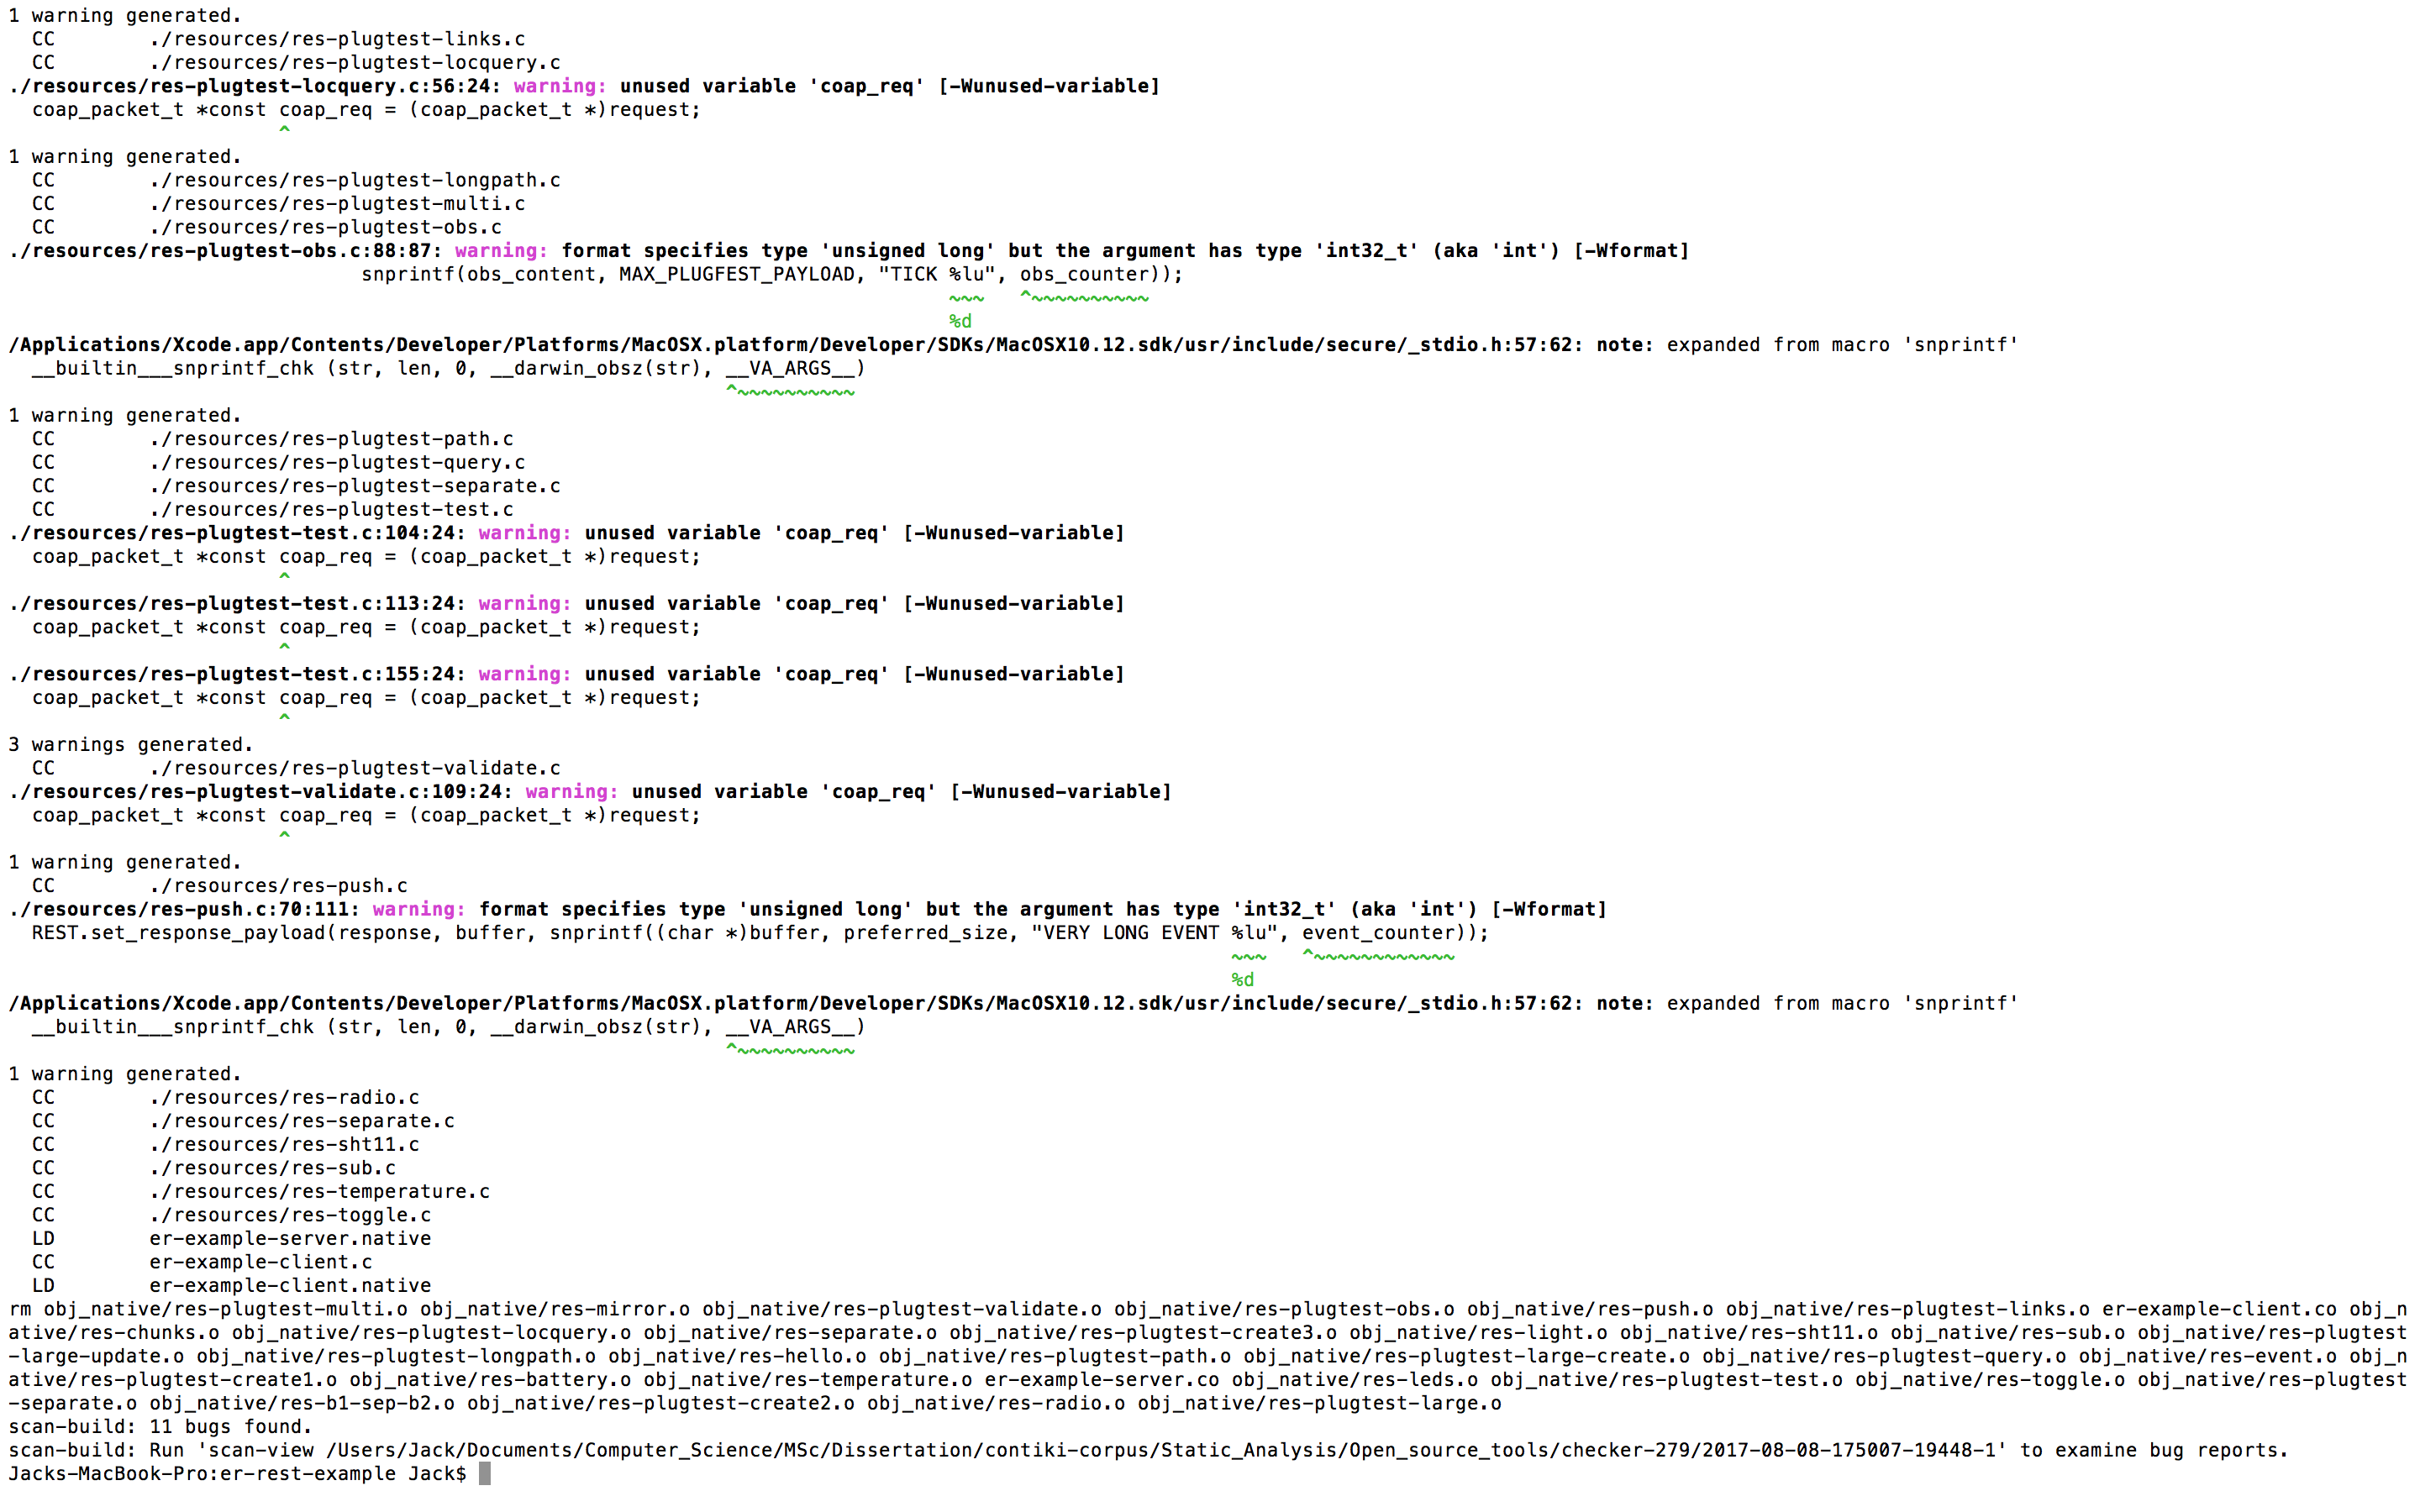 1 warning generated.
  CC        ./resources/res-plugtest-links.c
  CC        ./resources/res-plugtest-locquery.c
./resources/res-plugtest-locquery.c:56:24: warning: unused variable 'coap_req' [-Wunused-variable]
  coap_packet_t *const coap_req = (coap_packet_t *)request;
                       ^
1 warning generated.
  CC        ./resources/res-plugtest-longpath.c
  CC        ./resources/res-plugtest-multi.c
  CC        ./resources/res-plugtest-obs.c
./resources/res-plugtest-obs.c:88:87: warning: format specifies type 'unsigned long' but the argument has type 'int32_t' (aka 'int') [-Wformat]
                              snprintf(obs_content, MAX_PLUGFEST_PAYLOAD, "TICK %lu", obs_counter));
                                                                                ~~~   ^~~~~~~~~~~
                                                                                %d
/Applications/Xcode.app/Contents/Developer/Platforms/MacOSX.platform/Developer/SDKs/MacOSX10.12.sdk/usr/include/secure/_stdio.h:57:62: note: expanded from macro 'snprintf'
  __builtin___snprintf_chk (str, len, 0, __darwin_obsz(str), __VA_ARGS__)
                                                             ^~~~~~~~~~~
1 warning generated.
  CC        ./resources/res-plugtest-path.c
  CC        ./resources/res-plugtest-query.c
  CC        ./resources/res-plugtest-separate.c
  CC        ./resources/res-plugtest-test.c
./resources/res-plugtest-test.c:104:24: warning: unused variable 'coap_req' [-Wunused-variable]
  coap_packet_t *const coap_req = (coap_packet_t *)request;
                       ^
./resources/res-plugtest-test.c:113:24: warning: unused variable 'coap_req' [-Wunused-variable]
  coap_packet_t *const coap_req = (coap_packet_t *)request;
                       ^
./resources/res-plugtest-test.c:155:24: warning: unused variable 'coap_req' [-Wunused-variable]
  coap_packet_t *const coap_req = (coap_packet_t *)request;
                       ^
3 warnings generated.
  CC        ./resources/res-plugtest-validate.c
./resources/res-plugtest-validate.c:109:24: warning: unused variable 'coap_req' [-Wunused-variable]
  coap_packet_t *const coap_req = (coap_packet_t *)request;
                       ^
1 warning generated.
  CC        ./resources/res-push.c
./resources/res-push.c:70:111: warning: format specifies type 'unsigned long' but the argument has type 'int32_t' (aka 'int') [-Wformat]
  REST.set_response_payload(response, buffer, snprintf((char *)buffer, preferred_size, "VERY LONG EVENT %lu", event_counter));
                                                                                                        ~~~   ^~~~~~~~~~~~~
                                                                                                        %d
/Applications/Xcode.app/Contents/Developer/Platforms/MacOSX.platform/Developer/SDKs/MacOSX10.12.sdk/usr/include/secure/_stdio.h:57:62: note: expanded from macro 'snprintf'
  __builtin___snprintf_chk (str, len, 0, __darwin_obsz(str), __VA_ARGS__)
                                                             ^~~~~~~~~~~
1 warning generated.
  CC        ./resources/res-radio.c
  CC        ./resources/res-separate.c
  CC        ./resources/res-sht11.c
  CC        ./resources/res-sub.c
  CC        ./resources/res-temperature.c
  CC        ./resources/res-toggle.c
  LD        er-example-server.native
  CC        er-example-client.c
  LD        er-example-client.native
rm obj_native/res-plugtest-multi.o obj_native/res-mirror.o obj_native/res-plugtest-validate.o obj_native/res-plugtest-obs.o obj_native/res-push.o obj_native/res-plugtest-links.o er-example-client.co obj_n
ative/res-chunks.o obj_native/res-plugtest-locquery.o obj_native/res-separate.o obj_native/res-plugtest-create3.o obj_native/res-light.o obj_native/res-sht11.o obj_native/res-sub.o obj_native/res-plugtest
-large-update.o obj_native/res-plugtest-longpath.o obj_native/res-hello.o obj_native/res-plugtest-path.o obj_native/res-plugtest-large-create.o obj_native/res-plugtest-query.o obj_native/res-event.o obj_n
ative/res-plugtest-create1.o obj_native/res-battery.o obj_native/res-temperature.o er-example-server.co obj_native/res-leds.o obj_native/res-plugtest-test.o obj_native/res-toggle.o obj_native/res-plugtest
-separate.o obj_native/res-b1-sep-b2.o obj_native/res-plugtest-create2.o obj_native/res-radio.o obj_native/res-plugtest-large.o
scan-build: 11 bugs found.
scan-build: Run 'scan-view /Users/Jack/Documents/Computer_Science/MSc/Dissertation/contiki-corpus/Static_Analysis/Open_source_tools/checker-279/2017-08-08-175007-19448-1' to examine bug reports.
Jacks-MacBook-Pro:er-rest-example Jack$